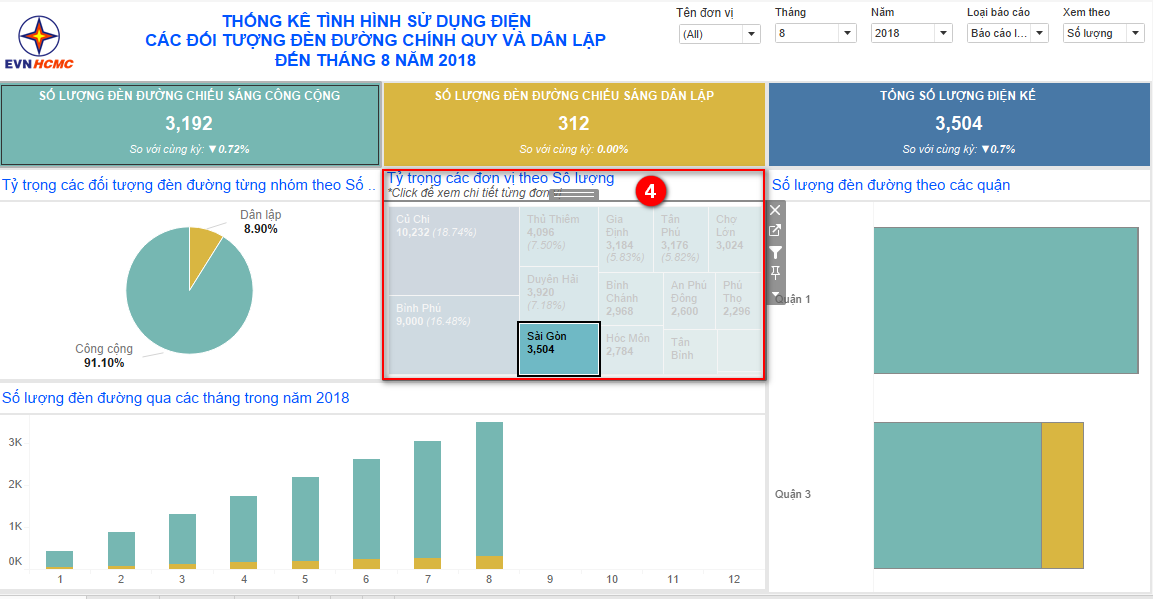 EVNHCMC
THỐNG KÊ TÌNH HÌNH SỬ DỤNG ĐIỆN
CÁC ĐỐI TƯỢNG ĐÈN ĐƯỜNG CHÍNH QUY VÀ DÂN LẬP
ĐẾN THÁNG 8 NĂM 2018
Tên đơn vị
(All)
Tháng
8
Năm
2018
Loại báo cáo
Báo cáo l...
Xem theo
Số lượng
SỐ LƯỢNG ĐÈN ĐƯỜNG CHIẾU SÁNG CÔNG CỘNG
3,192
So với cùng kỳ: ▼0.72%
SỐ LƯỢNG ĐÈN ĐƯỜNG CHIẾU SÁNG DÂN LẬP
312
So với cùng kỳ: 0.00%
TỔNG SỐ LƯỢNG ĐIỆN KẾ
3,504
So với cùng kỳ: ▼0.7%
Tỷ trọng các đối tượng đèn đường từng nhóm theo Số ..
Dân lập
8.90%
Công cộng
91.10%
Tỷ trọng các đơn vị theo Số lượng
*Click để xem chi tiết từng đơn
4
Củ Chi
10,232 (18.74%)
Bình Phú
9,000 (16.48%)
Thủ Thiêm
4,096
(7.50%)
Duyên Hải
3,920
(7.18%)
Sài Gòn
3,504
Gia
Định
3,184
(5.83%)
Tân
Phú
3,176
(5.82%)
Chợ
Lớn
3,024
Bình
Chánh
2,968
An Phú
Đông
2,600
Phú
Thọ
2,296
Hóc Môn
2,784
Tân
Bình
Số lượng đèn đường theo các quận
Quận 1
Quận 3
Số lượng đèn đường qua các tháng trong năm 2018
3K
2K
1K
0K
1 2 3 4 5 6 7 8 9 10 11 12